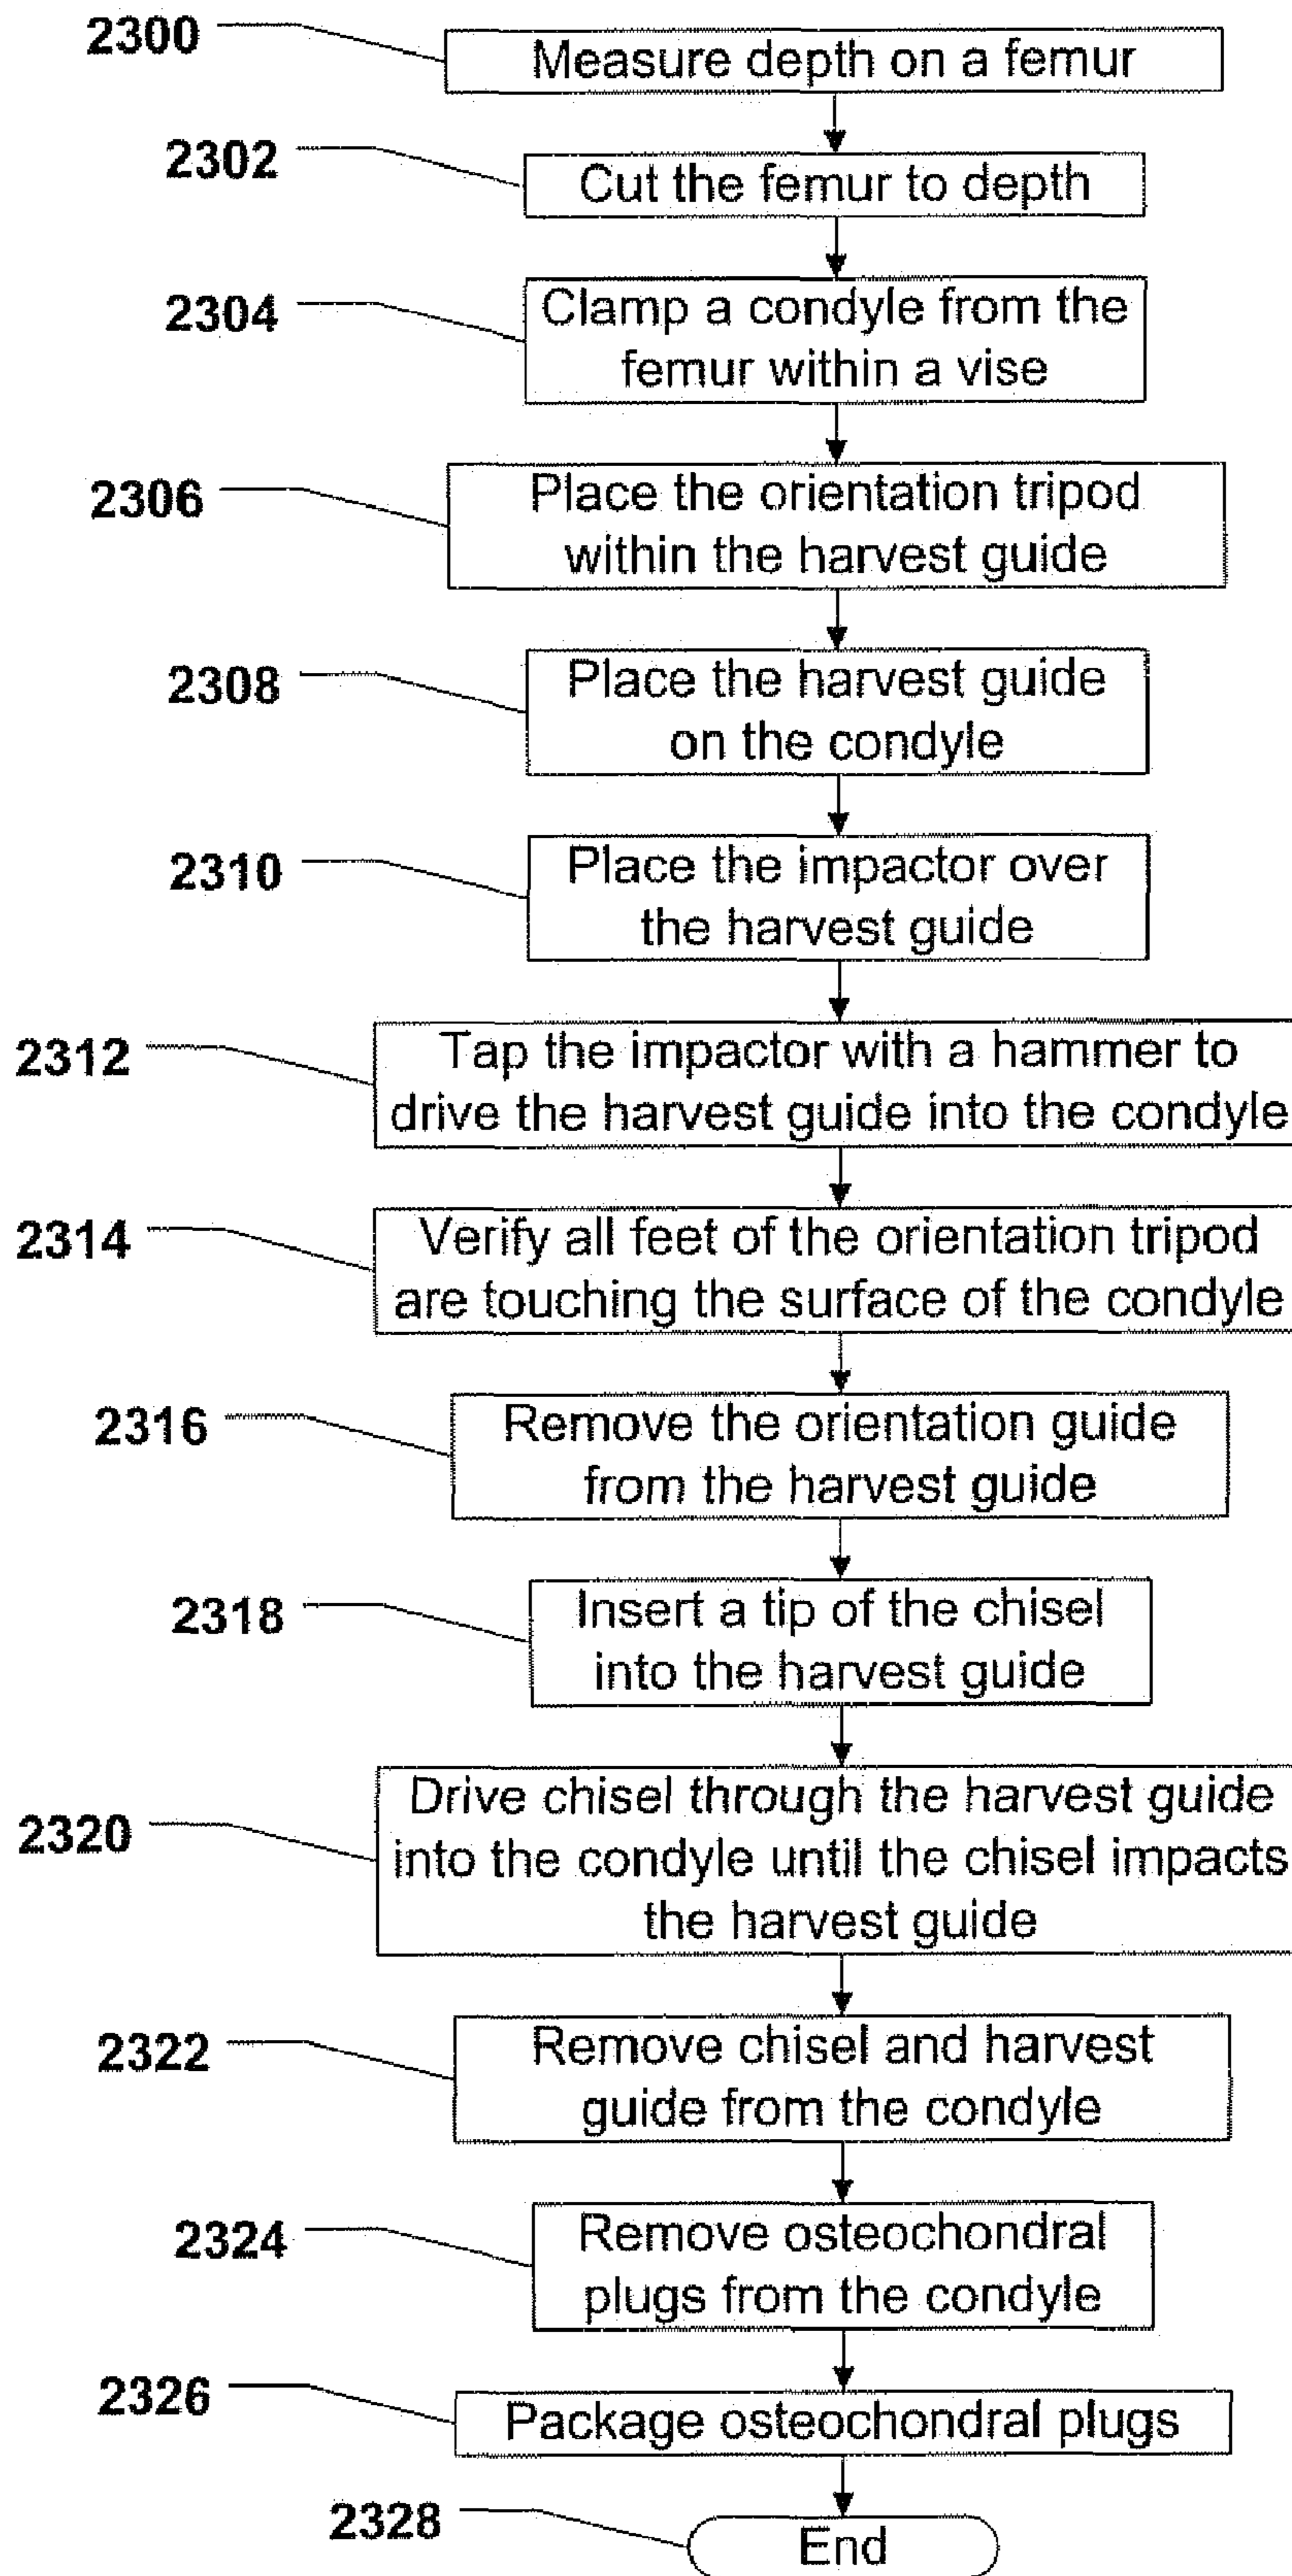 2300
Measure depth on a femur
2302
Cut the femur to depth
2304
Clamp a condyle from the
femur within a vise
2306
Place the orientation tripod
within the harvest guide
2308
Place the harvest guide
on the condyle
2310
Place the impactor over
the harvest guide
2312
Tap the impactor with a hammer to
drive the harvest guide into the condyle
2314
Verify all feet of the orientation tripod
are touching the surface of the condyle
2316
Remove the orientation guide
from the harvest guide
2318
Insert a tip of the chisel
into the harvest guide
2320
Drive chisel through the harvest guide
into the condyle until the chisel impacts
the harvest guide
2322
Remove chisel and harvest
guide from the condyle
2324
Remove osteochondral
plugs from the condyle
2326
Package osteochondral plugs
2328
End